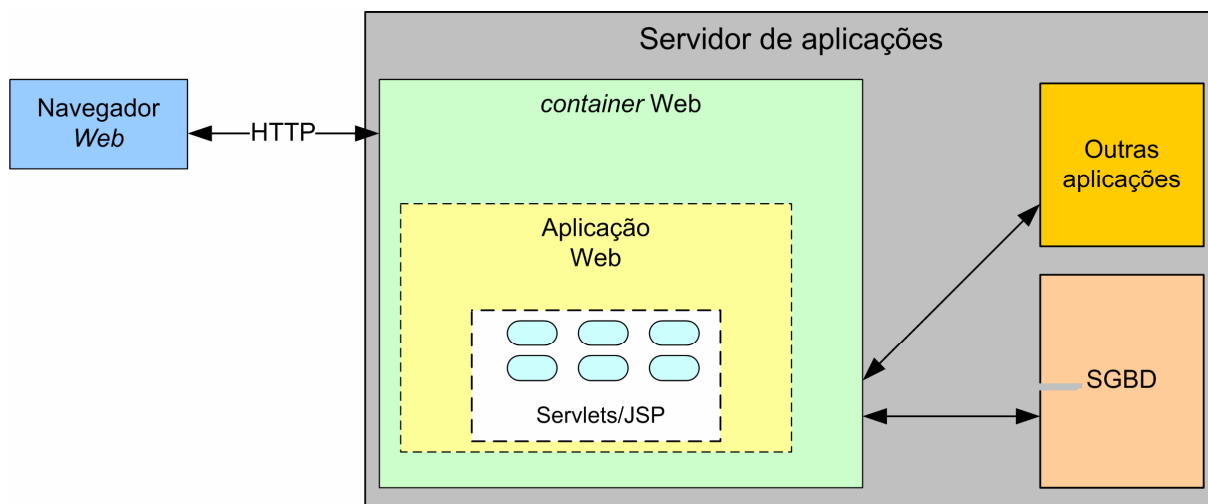 Servidor de aplicações
Navegador
Web
HTTP
container Web
Aplicação
Web
Servlets/JSP
Outras
aplicações
SGBD